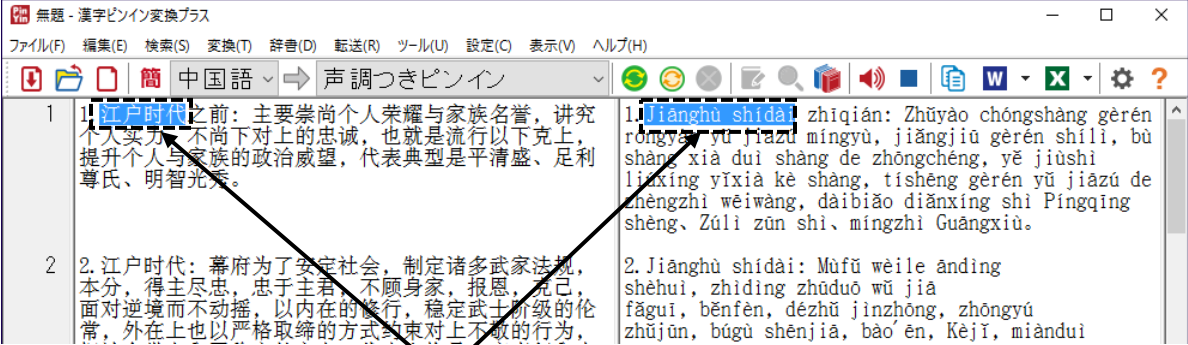 無題 - 漢字ピンイン変換プラス
ファイル(F) 編集(E) 検索(S) 変換(T) 辞書(D) 転送(R) ツール(U) 設定(C) 表示(V) ヘルプ(H)
簡 中国語 声調つきピンイン
1 1.江户时代之前: 主要崇尚个人荣耀与家族名誉, 讲究
个人实力, 不尚下对上的忠诚, 也就是流行以下克上,
提升个人与家族的政治威望, 代表典型是平清盛、足利
尊氏、明智光秀。
2 2.江户时代: 幕府为了安定社会, 制定诸多武家法规,
本分, 得主尽忠, 忠于主君, 不顾身家, 报恩, 克己,
面对逆境而不动摇, 以内在的修行, 稳定武士阶级的伦
常, 外在上也以严格取缔的方式约束对上不敬的行为,
1.Jiānghù shídài zhīqián: Zhǔyào chóngshàng gèrén
róngyào yǔ jiāzú míngyù, jiǎngjiū gèrén shílì, bù
shàng xià duì shàng de zhōngchéng, yě jiùshì
liúxíng yǐxià kè shàng, tíshēng gèrén yǔ jiāzú de
zhèngzhì wēiwàng, dàibiǎo diǎnxíng shì Píngqīng
shèng、Zúlì zūn shì、míngzhì Guāngxiù。
2.Jiānghù shídài: Mùfǔ wèile āndìng
shèhuì, zhìdìng zhūduō wǔ jiā
fǎguī, běnfèn, dézhǔ jìnzhōng, zhōngyú
zhǔjūn, búgù shēnjiā, bào'ēn, Kèjǐ, miànduì